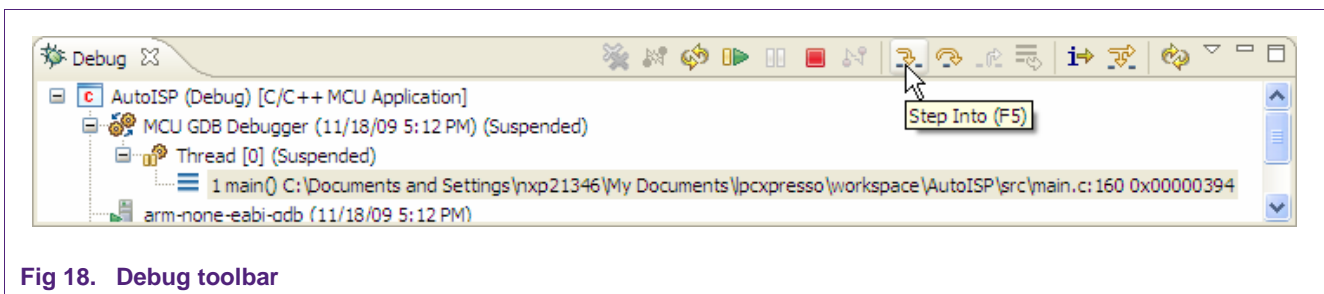 Debug
Step Into (F5)
AutoISP (Debug) [C/C++ MCU Application]
MCU GDB Debugger (11/18/09 5:12 PM) (Suspended)
Thread [0] (Suspended)
1 main() C:\Documents and Settings\nxp21346\My Documents\lpcxpresso\workspace\AutoISP\src\main.c:160 0x00000394
arm-none-eabi-gdb (11/18/09 5:12 PM)
Fig 18. Debug toolbar